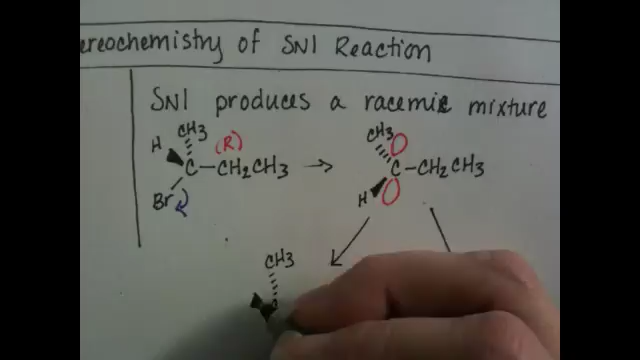 ereochemistry of SN1 Reaction
SN1 produces a racemic mixture
CH3 (R) CH3
H C-CH2CH3 → C-CH2CH3
Br H
CH3